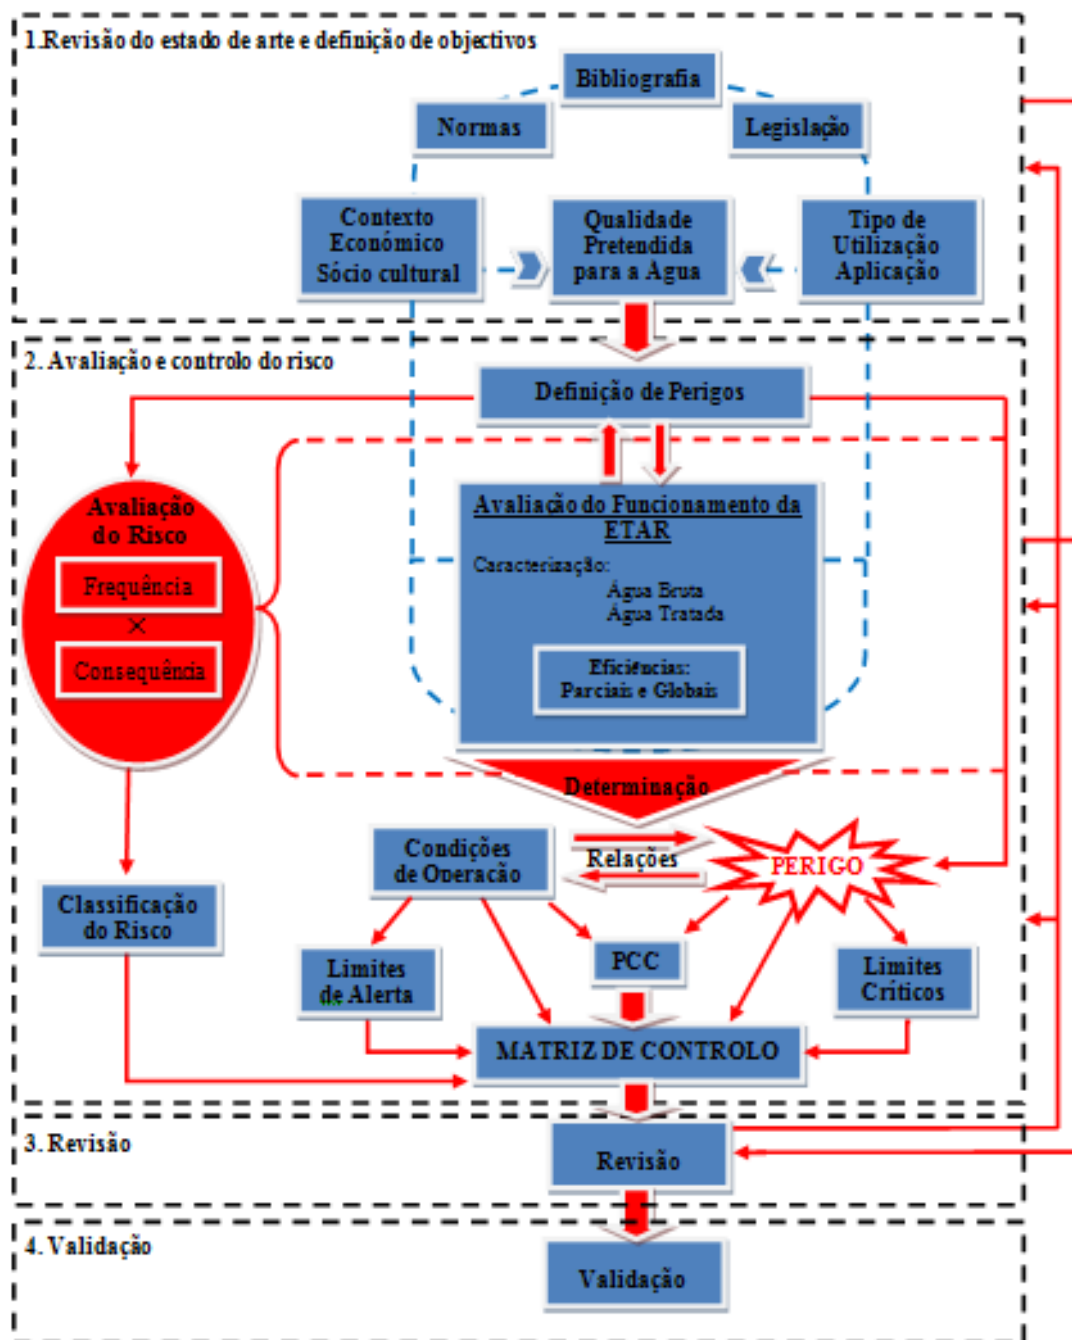 1.Revisão do estado de arte e definição de objectivos
Bibliografia
Normas
Legislação
Contexto
Económico
Sócio cultural
Qualidade
Pretendida
para a Água
Tipo de
Utilização
Aplicação
2. Avaliação e controlo do risco
Definição de Perigos
Avaliação
do Risco
Frequência
×
Consequência
Avaliação do Funcionamento da
ETAR
Caracterização:
Água Bruta
Água Tratada
Eficiências:
Parciais e Globais
Determinação
Condições
de Operação
Relações
PERIGO
Classificação
do Risco
Limites
de Alerta
PCC
Limites
Críticos
MATRIZ DE CONTROLO
3. Revisão
Revisão
4. Validação
Validação